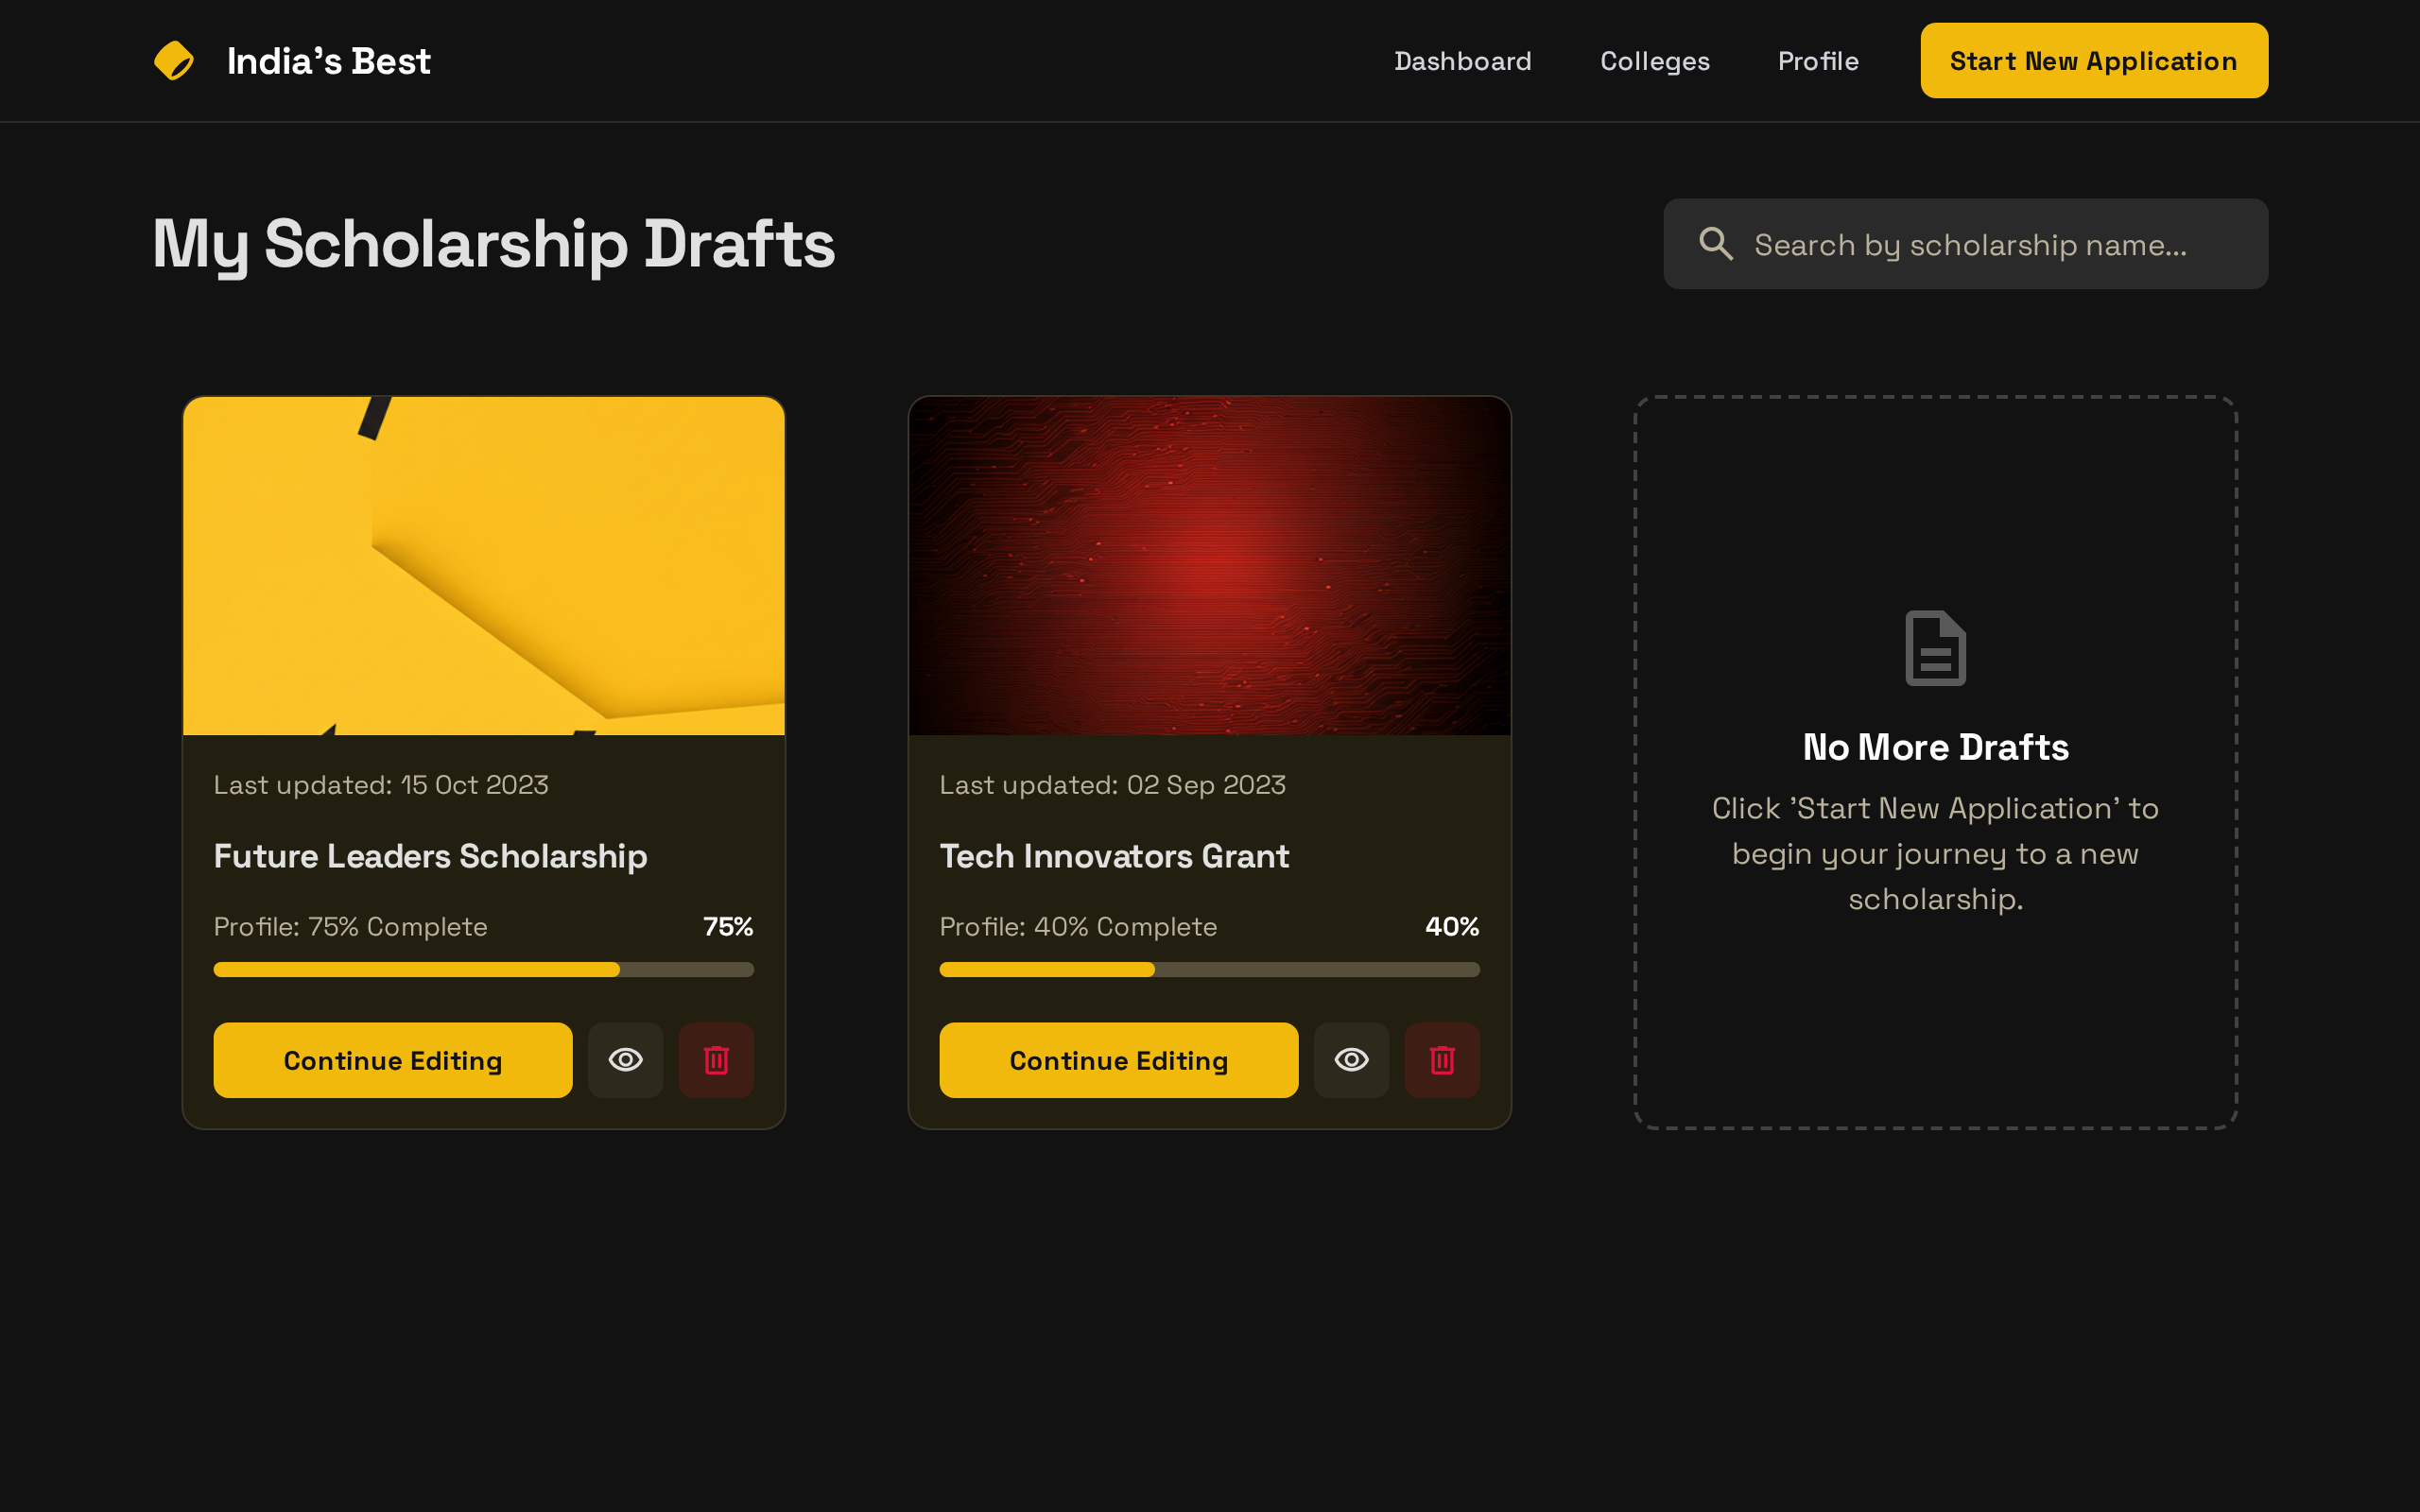 India’s Best
Dashboard
Colleges
Profile
Start New Application
My Scholarship Drafts
Search by scholarship name...
Last updated: 15 Oct 2023
Future Leaders Scholarship
Profile: 75% Complete
75%
Continue Editing
Last updated: 02 Sep 2023
Tech Innovators Grant
Profile: 40% Complete
40%
Continue Editing
No More Drafts
Click ’Start New Application’ to
begin your journey to a new
scholarship.